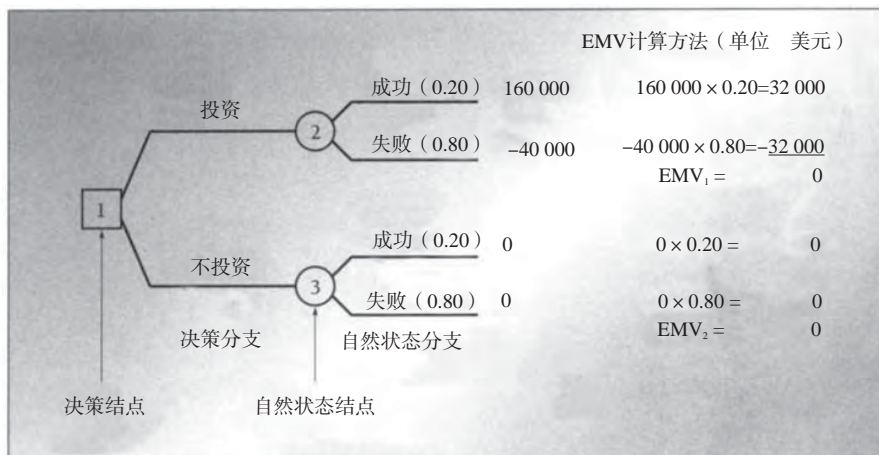 EMV计算方法（单位 美元）
成功（0.20） 160 000 160 000 × 0.20=32 000
投资
2
失败（0.80） −40 000 −40 000 × 0.80=−32 000
EMV₁ = 0
1
成功（0.20） 0 0 × 0.20 = 0
不投资
3
失败（0.80） 0 0 × 0.80 = 0
EMV₂ = 0
决策分支 自然状态分支
决策结点 自然状态结点